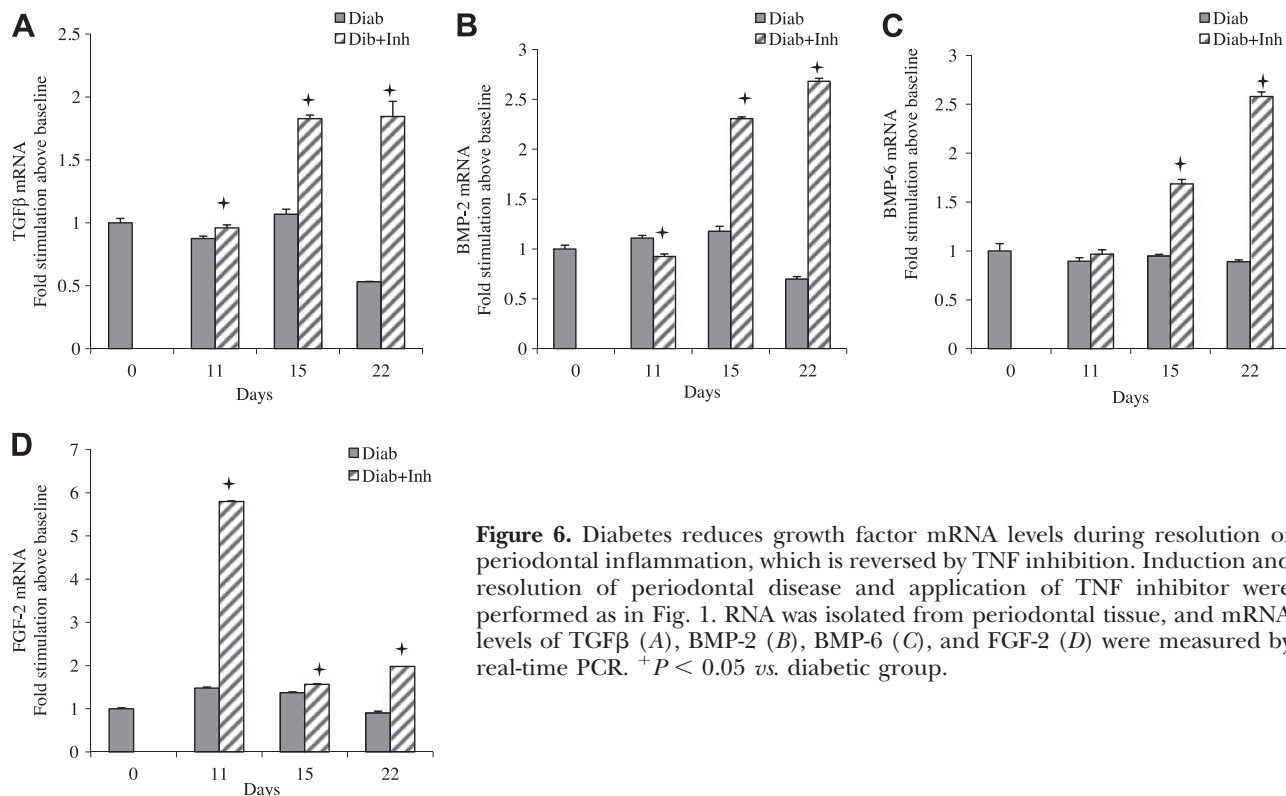 A
Diab
Dib+Inh
TGFβ mRNA
Fold stimulation above baseline
2.5
2
1.5
1
0.5
0
0 11 15 22
Days
B
Diab
Diab+Inh
BMP-2 mRNA
Fold stimulation above baseline
3
2.5
2
1.5
1
0.5
0
0 11 15 22
Days
C
Diab
Diab+Inh
BMP-6 mRNA
Fold stimulation above baseline
3
2.5
2
1.5
1
0.5
0
0 11 15 22
Days
D
Diab
Diab+Inh
FGF-2 mRNA
Fold stimulation above baseline
7
6
5
4
3
2
1
0
0 11 15 22
Days
Figure 6. Diabetes reduces growth factor mRNA levels during resolution of
periodontal inflammation, which is reversed by TNF inhibition. Induction and
resolution of periodontal disease and application of TNF inhibitor were
performed as in Fig. 1. RNA was isolated from periodontal tissue, and mRNA
levels of TGFβ (A), BMP-2 (B), BMP-6 (C), and FGF-2 (D) were measured by
real-time PCR. +P < 0.05 vs. diabetic group.